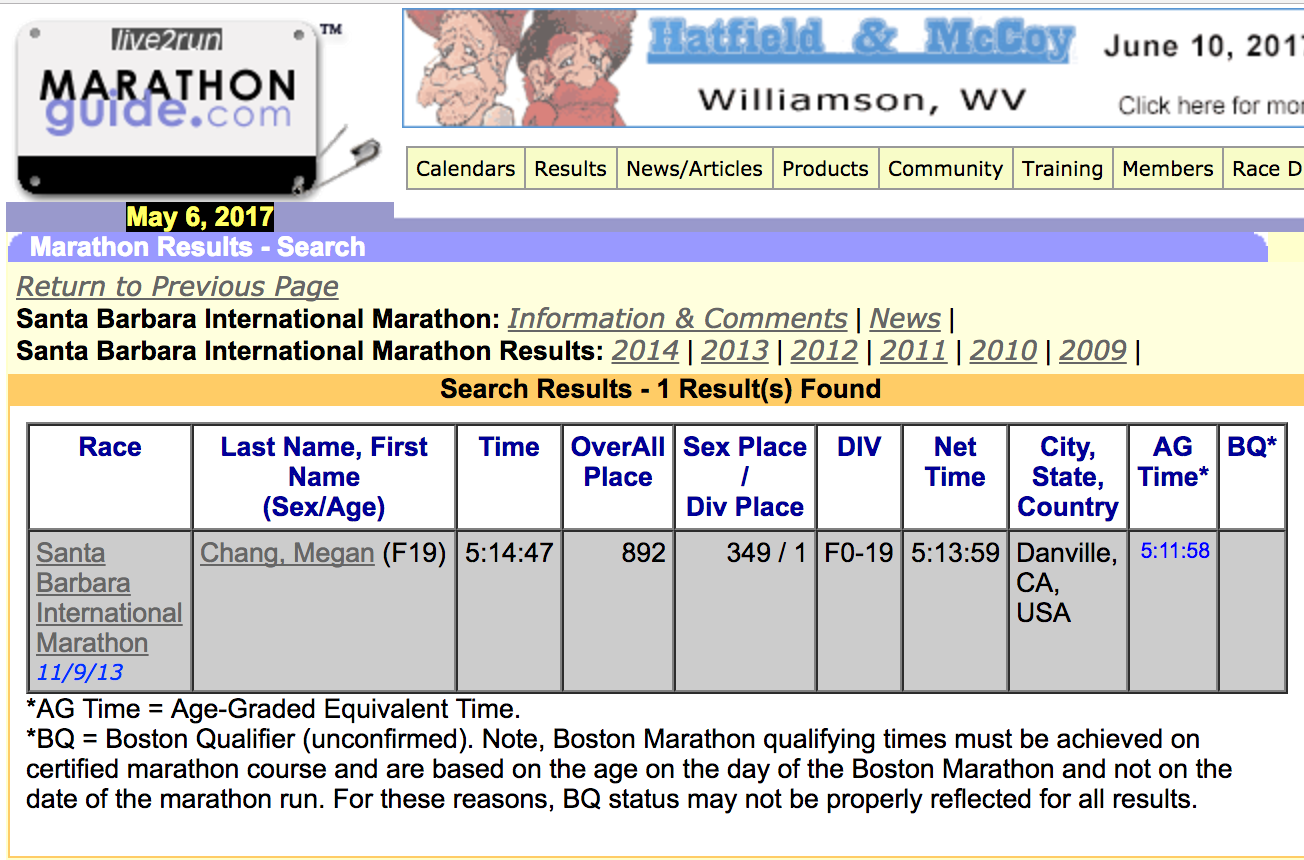 live2run
TM
MARATHON
guide.com
Hatfield & McCoy
June 10, 201
Williamson, WV
Click here for mor
Calendars Results News/Articles Products Community Training Members Race D
May 6, 2017
Marathon Results - Search
Return to Previous Page
Santa Barbara International Marathon: Information & Comments | News |
Santa Barbara International Marathon Results: 2014 | 2013 | 2012 | 2011 | 2010 | 2009 |
Search Results - 1 Result(s) Found
Race
Last Name, First
Name
(Sex/Age)
Time
OverAll
Place
Sex Place
/
Div Place
DIV
Net
Time
City,
State,
Country
AG
Time*
BQ*
Santa
Barbara
International
Marathon
11/9/13
Chang, Megan (F19)
5:14:47
892
349 / 1
F0-19
5:13:59
Danville,
CA,
USA
5:11:58
*AG Time = Age-Graded Equivalent Time.
*BQ = Boston Qualifier (unconfirmed). Note, Boston Marathon qualifying times must be achieved on
certified marathon course and are based on the age on the day of the Boston Marathon and not on the
date of the marathon run. For these reasons, BQ status may not be properly reflected for all results.